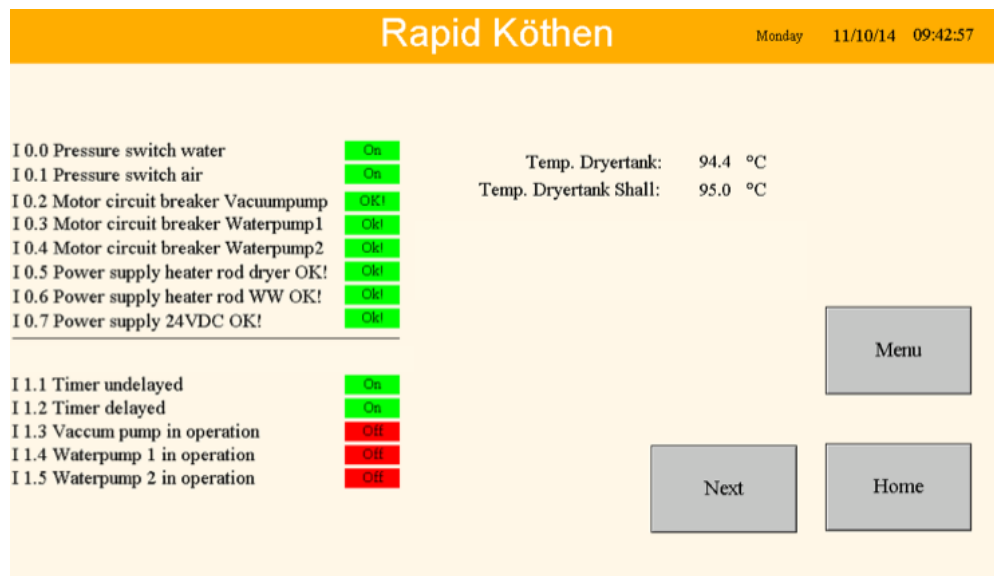 Rapid Köthen
Monday 11/10/14 09:42:57
I 0.0 Pressure switch water On
I 0.1 Pressure switch air On
I 0.2 Motor circuit breaker Vacuumpump OK!
I 0.3 Motor circuit breaker Waterpump1 Ok!
I 0.4 Motor circuit breaker Waterpump2 Ok!
I 0.5 Power supply heater rod dryer OK! Ok!
I 0.6 Power supply heater rod WW OK! Ok!
I 0.7 Power supply 24VDC OK! Ok!
I 1.1 Timer undelayed On
I 1.2 Timer delayed On
I 1.3 Vaccum pump in operation Off
I 1.4 Waterpump 1 in operation Off
I 1.5 Waterpump 2 in operation Off
Temp. Dryertank: 94.4 °C
Temp. Dryertank Shall: 95.0 °C
Menu
Next
Home